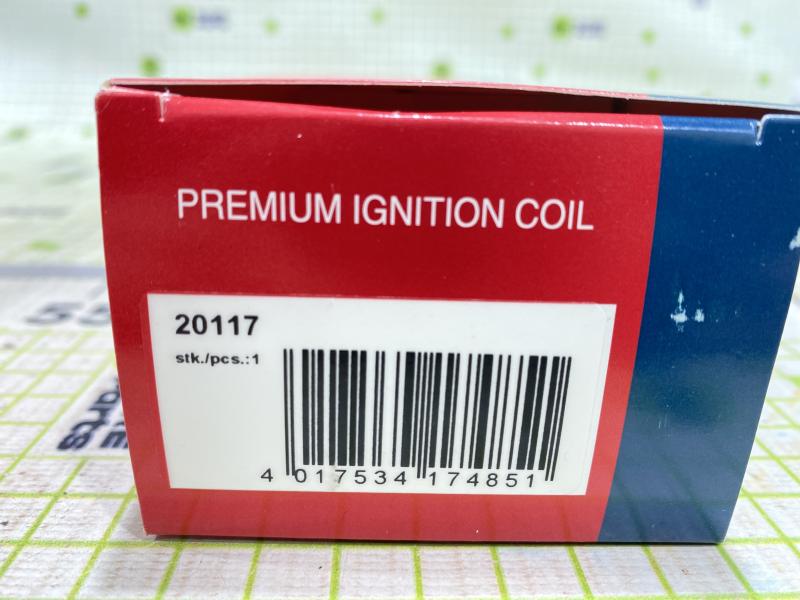 PREMIUM IGNITION COIL
20117
stk./pcs.:1
4 017534 174851